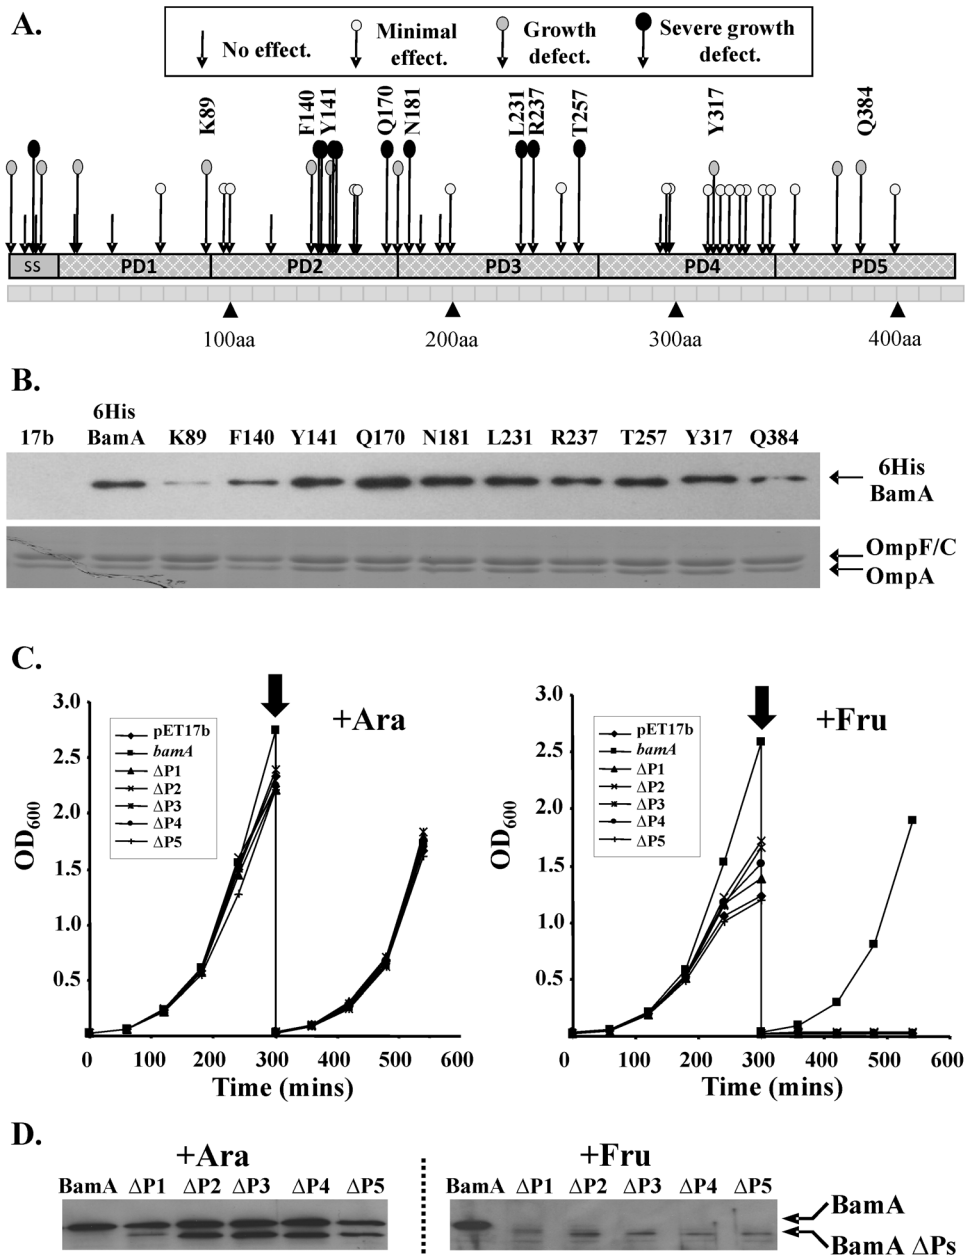 A.
No effect.
Minimal effect.
Growth defect.
Severe growth defect.
K89 F140 Y141 Q170 N181 L231 R237 T257 Y317 Q384
SS PD1 PD2 PD3 PD4 PD5
100aa 200aa 300aa 400aa
B.
17b 6His BamA K89 F140 Y141 Q170 N181 L231 R237 T257 Y317 Q384
6His BamA
OmpF/C
OmpA
C.
+Ara
OD600
3.0
2.5
2.0
1.5
1.0
0.5
pET17b
bamA
ΔP1
ΔP2
ΔP3
ΔP4
ΔP5
0 100 200 300 400 500 600
Time (mins)
+Fru
OD600
3.0
2.5
2.0
1.5
1.0
0.5
pET17b
bamA
ΔP1
ΔP2
ΔP3
ΔP4
ΔP5
0 100 200 300 400 500 600
Time (mins)
D.
+Ara
BamA ΔP1 ΔP2 ΔP3 ΔP4 ΔP5
+Fru
BamA ΔP1 ΔP2 ΔP3 ΔP4 ΔP5
BamA
BamA ΔPs